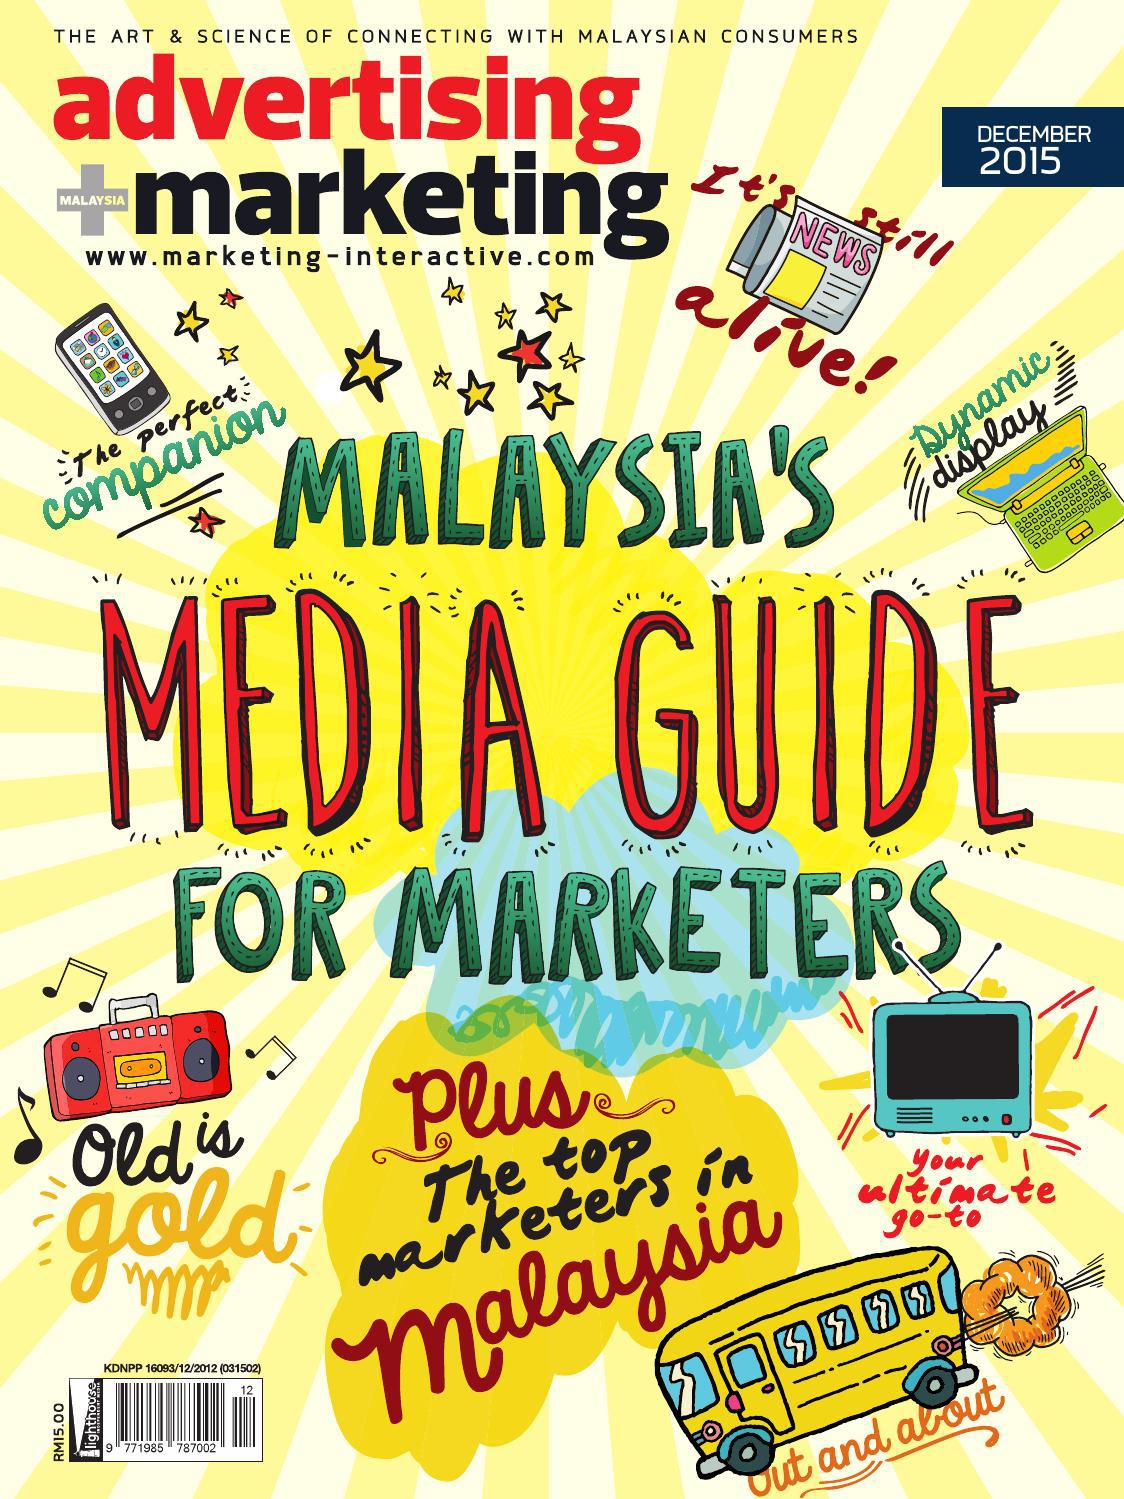 THE ART & SCIENCE OF CONNECTING WITH MALAYSIAN CONSUMERS
advertising
MALAYSIA
+marketing
www.marketing-interactive.com
DECEMBER
2015
It's still
NEWS
alive!
The perfect
companion
Dynamic
display
MALAYSIA'S
MEDIA GUIDE
FOR MARKETERS
Old is
gold
Plus
The top
marketers in
Malaysia
Your
ultimate
go-to
out and about
KDNPP 16093/12/2012 (031502)
RM15.00
lighthouse
12
9 771985 787002